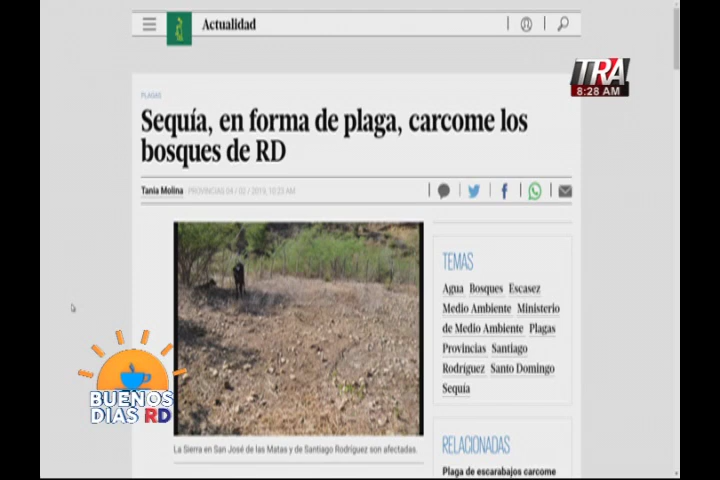 Actualidad
TRA
8:28 AM
PLAGAS
Sequía, en forma de plaga, carcome los
bosques de RD
Tania Molina PROVINCIAS 04 / 02 / 2019, 10:23 AM
TEMAS
Agua Bosques Escasez
Medio Ambiente Ministerio
de Medio Ambiente Plagas
Provincias Santiago
Rodríguez Santo Domingo
Sequía
BUENOS
DIAS RD
La Sierra en San José de las Matas y de Santiago Rodríguez son afectadas.
RELACIONADAS
Plaga de escarabajos carcome